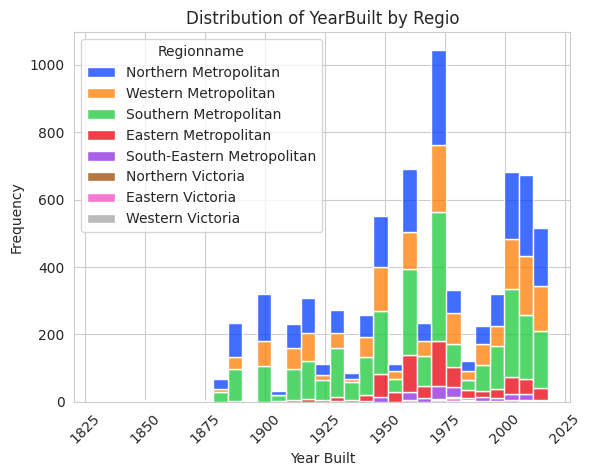 Distribution of YearBuilt by Regio
Regionname
Northern Metropolitan
Western Metropolitan
Southern Metropolitan
Eastern Metropolitan
South-Eastern Metropolitan
Northern Victoria
Eastern Victoria
Western Victoria
Frequency
1000
800
600
400
200
0
1825
1850
1875
1900
1925
1950
1975
2000
2025
Year Built